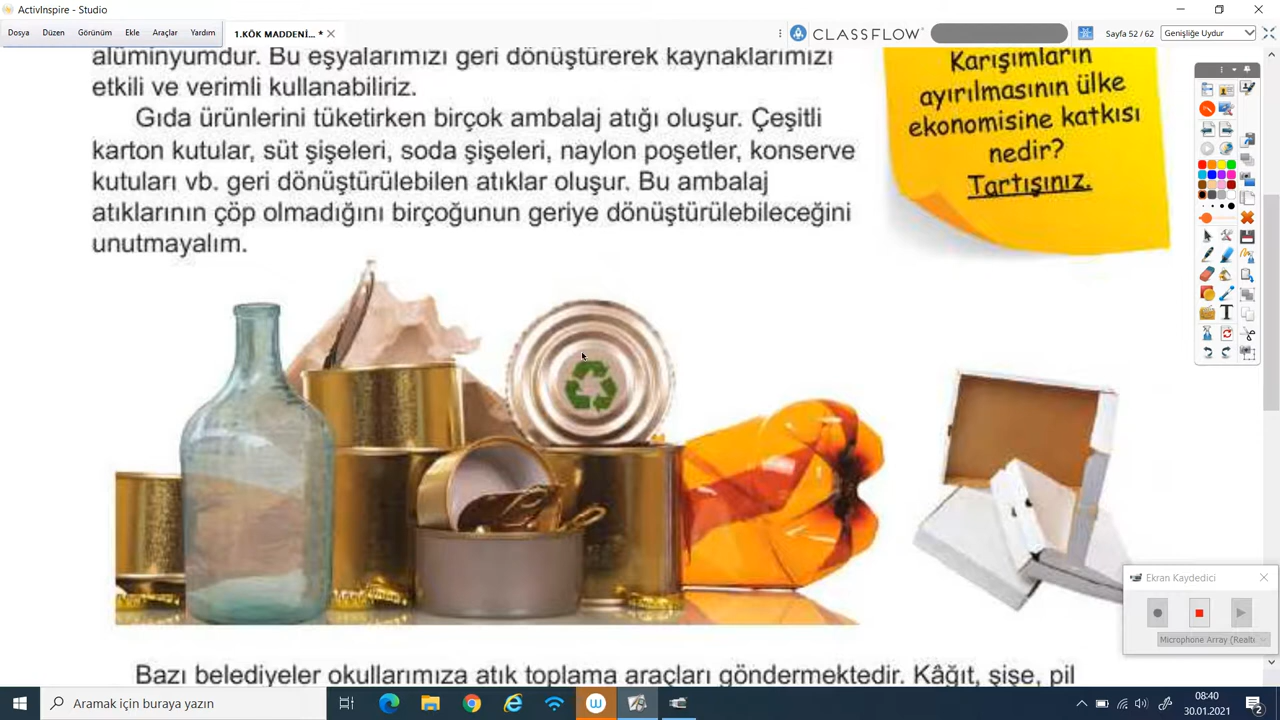 ActivInspire - Studio
Dosya Düzen Görünüm Ekle Araçlar Yardım
1.KÖK MADDENİ... *
CLASSFLOW
Sayfa 52 / 62
Genişliğe Uydur
alüminyumdur. Bu eşyalarımızı geri dönüştürerek kaynaklarımızı
etkili ve verimli kullanabiliriz.
Gıda ürünlerini tüketirken birçok ambalaj atığı oluşur. Çeşitli
karton kutular, süt şişeleri, soda şişeleri, naylon poşetler, konserve
kutuları vb. geri dönüştürülebilen atıklar oluşur. Bu ambalaj
atıklarının çöp olmadığını birçoğunun geriye dönüştürülebileceğini
unutmayalım.
Karışımların
ayırılmasının ülke
ekonomisine katkısı
nedir?
Tartışınız.
Bazı belediyeler okullarımıza atık toplama araçları göndermektedir. Kâğıt, şişe, pil
Ekran Kaydedici
Microphone Array (Realt
Aramak için buraya yazın
08:40
30.01.2021
2